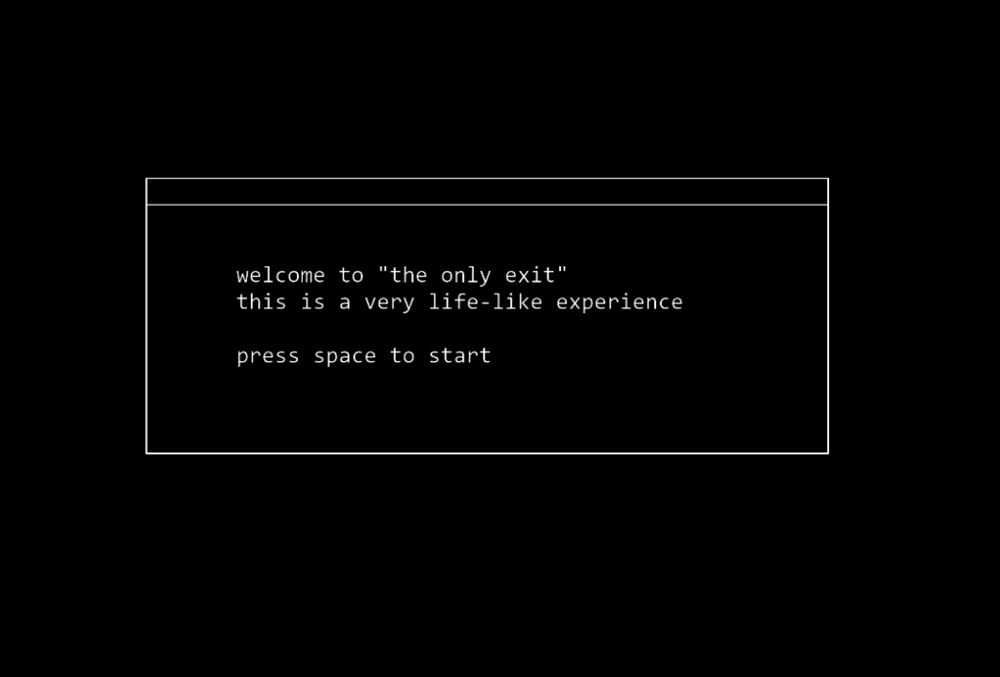 welcome to "the only exit"
this is a very life-like experience
press space to start